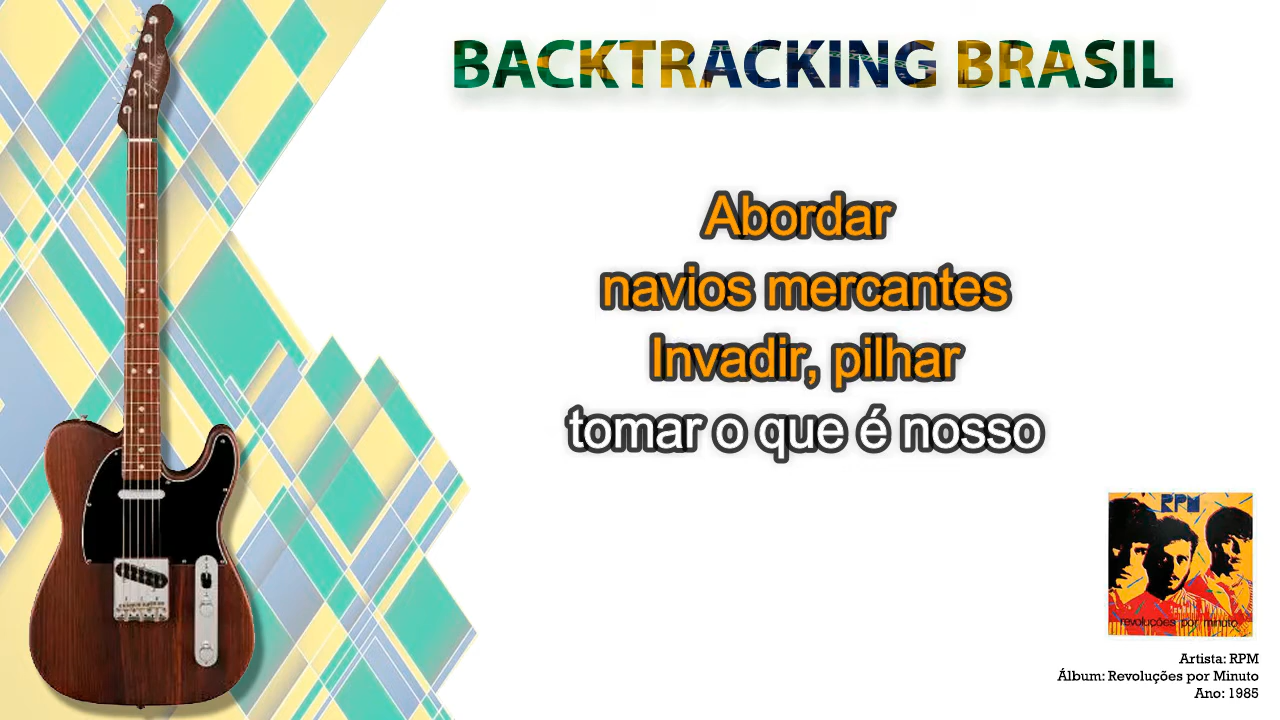 BACKTRACKING BRASIL
Abordar
navios mercantes
Invadir, pilhar
tomar o que é nosso
RPM
revoluções por minuto
Artista: RPM
Álbum: Revoluções por Minuto
Ano: 1985
Fender